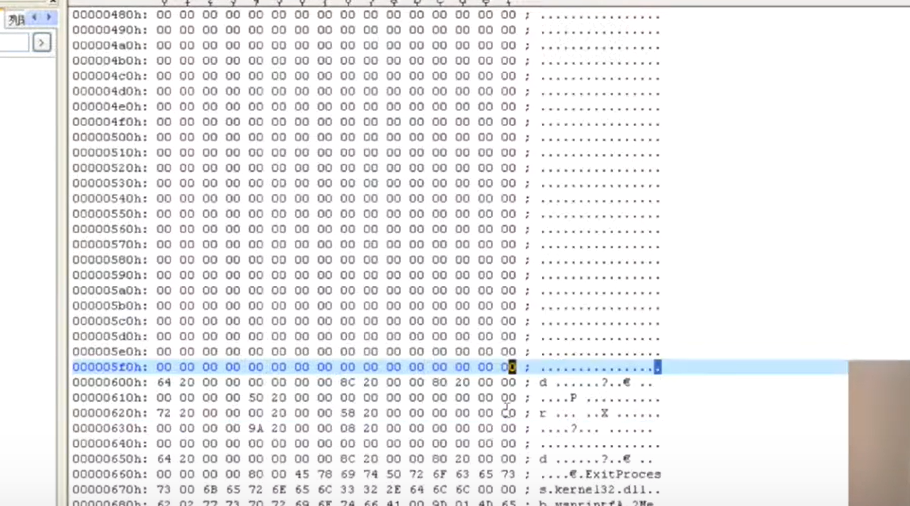 00000480h: 00 00 00 00 00 00 00 00 00 00 00 00 00 00 00 00 ; ................
00000490h: 00 00 00 00 00 00 00 00 00 00 00 00 00 00 00 00 ; ................
000004a0h: 00 00 00 00 00 00 00 00 00 00 00 00 00 00 00 00 ; ................
000004b0h: 00 00 00 00 00 00 00 00 00 00 00 00 00 00 00 00 ; ................
000004c0h: 00 00 00 00 00 00 00 00 00 00 00 00 00 00 00 00 ; ................
000004d0h: 00 00 00 00 00 00 00 00 00 00 00 00 00 00 00 00 ; ................
000004e0h: 00 00 00 00 00 00 00 00 00 00 00 00 00 00 00 00 ; ................
000004f0h: 00 00 00 00 00 00 00 00 00 00 00 00 00 00 00 00 ; ................
00000500h: 00 00 00 00 00 00 00 00 00 00 00 00 00 00 00 00 ; ................
00000510h: 00 00 00 00 00 00 00 00 00 00 00 00 00 00 00 00 ; ................
00000520h: 00 00 00 00 00 00 00 00 00 00 00 00 00 00 00 00 ; ................
00000530h: 00 00 00 00 00 00 00 00 00 00 00 00 00 00 00 00 ; ................
00000540h: 00 00 00 00 00 00 00 00 00 00 00 00 00 00 00 00 ; ................
00000550h: 00 00 00 00 00 00 00 00 00 00 00 00 00 00 00 00 ; ................
00000560h: 00 00 00 00 00 00 00 00 00 00 00 00 00 00 00 00 ; ................
00000570h: 00 00 00 00 00 00 00 00 00 00 00 00 00 00 00 00 ; ................
00000580h: 00 00 00 00 00 00 00 00 00 00 00 00 00 00 00 00 ; ................
00000590h: 00 00 00 00 00 00 00 00 00 00 00 00 00 00 00 00 ; ................
000005a0h: 00 00 00 00 00 00 00 00 00 00 00 00 00 00 00 00 ; ................
000005b0h: 00 00 00 00 00 00 00 00 00 00 00 00 00 00 00 00 ; ................
000005c0h: 00 00 00 00 00 00 00 00 00 00 00 00 00 00 00 00 ; ................
000005d0h: 00 00 00 00 00 00 00 00 00 00 00 00 00 00 00 00 ; ................
000005e0h: 00 00 00 00 00 00 00 00 00 00 00 00 00 00 00 00 ; ................
000005f0h: 00 00 00 00 00 00 00 00 00 00 00 00 00 00 00 00 ; ................
00000600h: 64 20 00 00 00 00 00 00 8C 20 00 00 80 20 00 00 ; d ......?..€ ..
00000610h: 00 00 00 00 50 20 00 00 00 00 00 00 00 00 00 00 ; ....P ..........
00000620h: 72 20 00 00 00 20 00 00 58 20 00 00 00 00 00 00 ; r ... ..X ......
00000630h: 00 00 00 00 9A 20 00 00 08 20 00 00 00 00 00 00 ; ....?... ......
00000640h: 00 00 00 00 00 00 00 00 00 00 00 00 00 00 00 00 ; ................
00000650h: 64 20 00 00 00 00 00 00 8C 20 00 00 80 20 00 00 ; d ......?..€ ..
00000660h: 00 00 00 00 80 00 45 78 69 74 50 72 6F 63 65 73 ; ....€.ExitProces
00000670h: 73 00 6B 65 72 6E 65 6C 33 32 2E 64 6C 6C 00 00 ; s.kernel32.dll..
00000680h: 62 02 77 73 70 72 69 6E 74 66 41 00 9D 01 4D 65